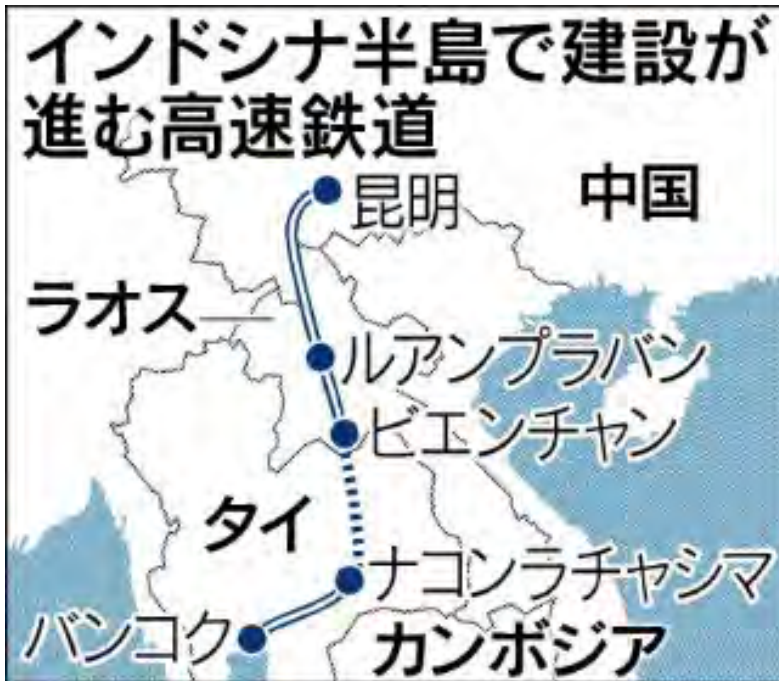 インドシナ半島で建設が
進む高速鉄道
昆明
中国
ラオス
ルアンプラバン
ビエンチャン
タイ
ナコンラチャシマ
バンコク
カンボジア